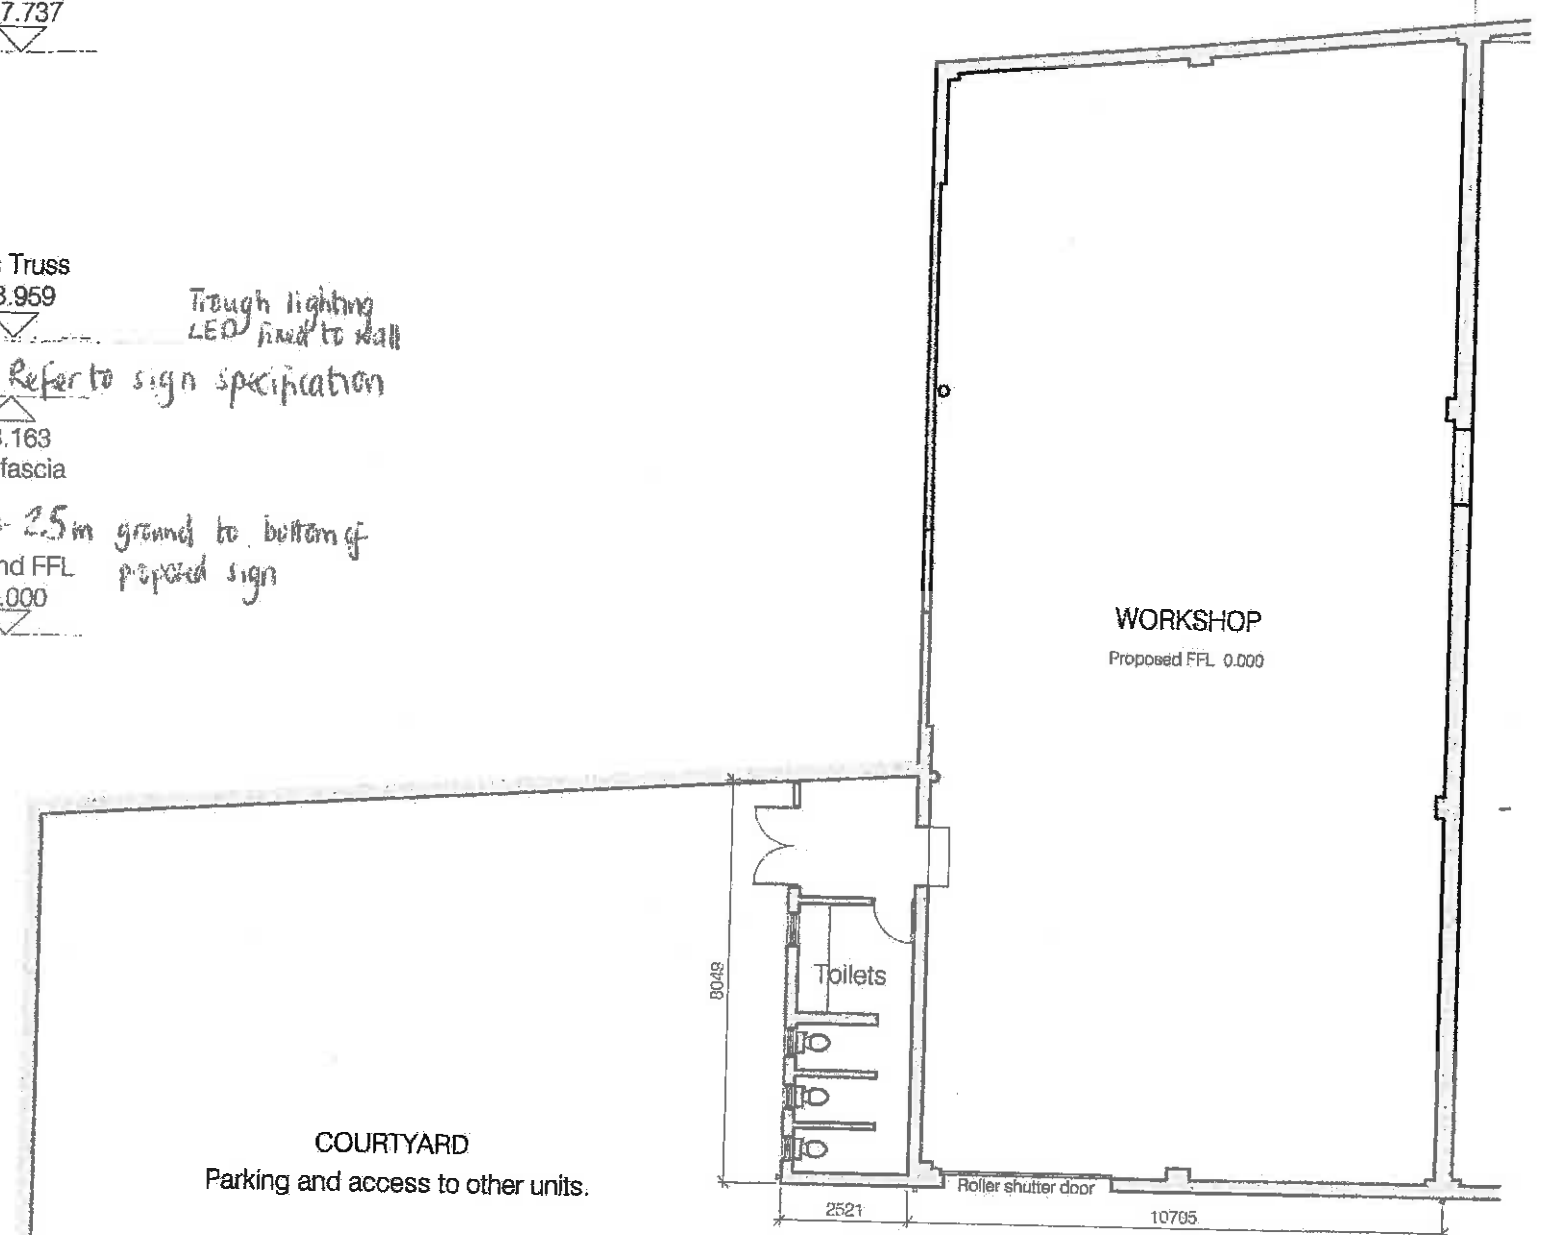 7.737
Truss
3.959
Trough lighting
LED fixed to wall
Refer to sign specification
.163
fascia
2.5m ground to bottom of
FFL proposed sign
.000
WORKSHOP
Proposed FFL 0.000
8048
Toilets
COURTYARD
Parking and access to other units.
Roller shutter door
2521
10705